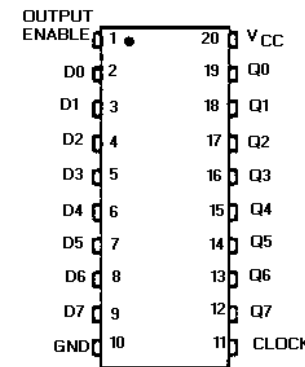 OUTPUT
ENABLE 1 20 VCC
D0 2 19 Q0
D1 3 18 Q1
D2 4 17 Q2
D3 5 16 Q3
D4 6 15 Q4
D5 7 14 Q5
D6 8 13 Q6
D7 9 12 Q7
GND 10 11 CLOCK